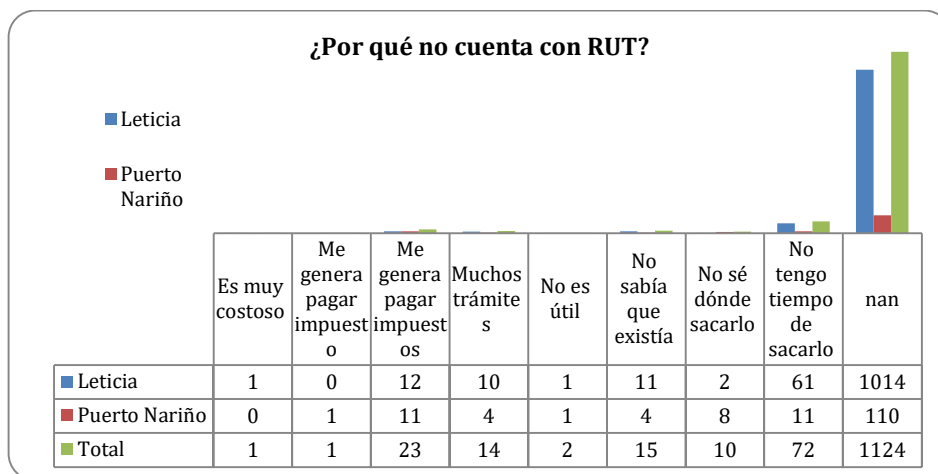 ¿Por qué no cuenta con RUT?
Leticia
Puerto
Nariño
Es muy
costoso
Me
genera
pagar
impuest
o
Me
genera
pagar
impuest
os
Muchos
trámite
s
No es
útil
No
sabía
que
existía
No sé
dónde
sacarlo
No
tengo
tiempo
de
sacarlo
nan
Leticia 1 0 12 10 1 11 2 61 1014
Puerto Nariño 0 1 11 4 1 4 8 11 110
Total 1 1 23 14 2 15 10 72 1124